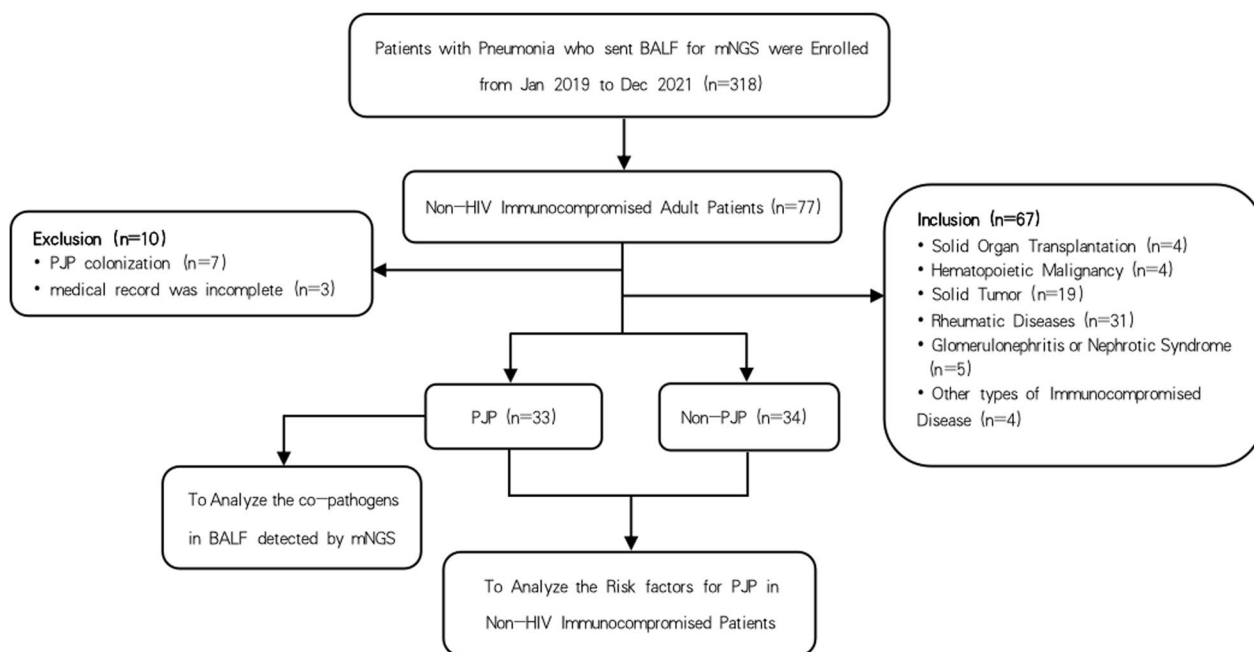 Patients with Pneumonia who sent BALF for mNGS were Enrolled
from Jan 2019 to Dec 2021 (n=318)
Non-HIV Immunocompromised Adult Patients (n=77)
Exclusion (n=10)
• PJP colonization (n=7)
• medical record was incomplete (n=3)
Inclusion (n=67)
• Solid Organ Transplantation (n=4)
• Hematopoietic Malignancy (n=4)
• Solid Tumor (n=19)
• Rheumatic Diseases (n=31)
• Glomerulonephritis or Nephrotic Syndrome
(n=5)
• Other types of Immunocompromised
Disease (n=4)
PJP (n=33)
Non-PJP (n=34)
To Analyze the co-pathogens
in BALF detected by mNGS
To Analyze the Risk factors for PJP in
Non-HIV Immunocompromised Patients